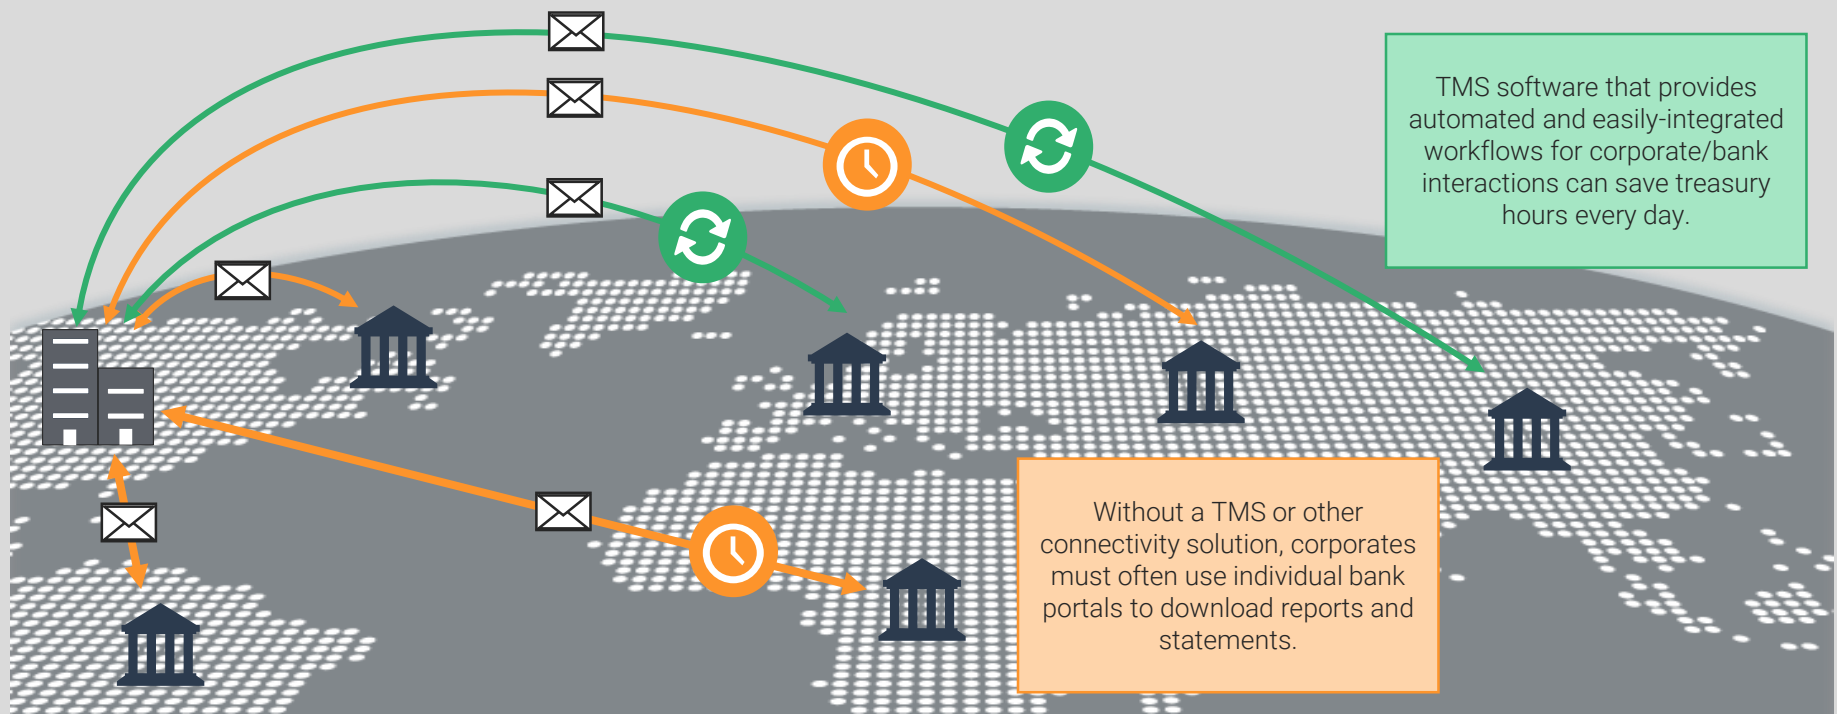 TMS software that provides
automated and easily-integrated
workflows for corporate/bank
interactions can save treasury
hours every day.
Without a TMS or other
connectivity solution, corporates
must often use individual bank
portals to download reports and
statements.